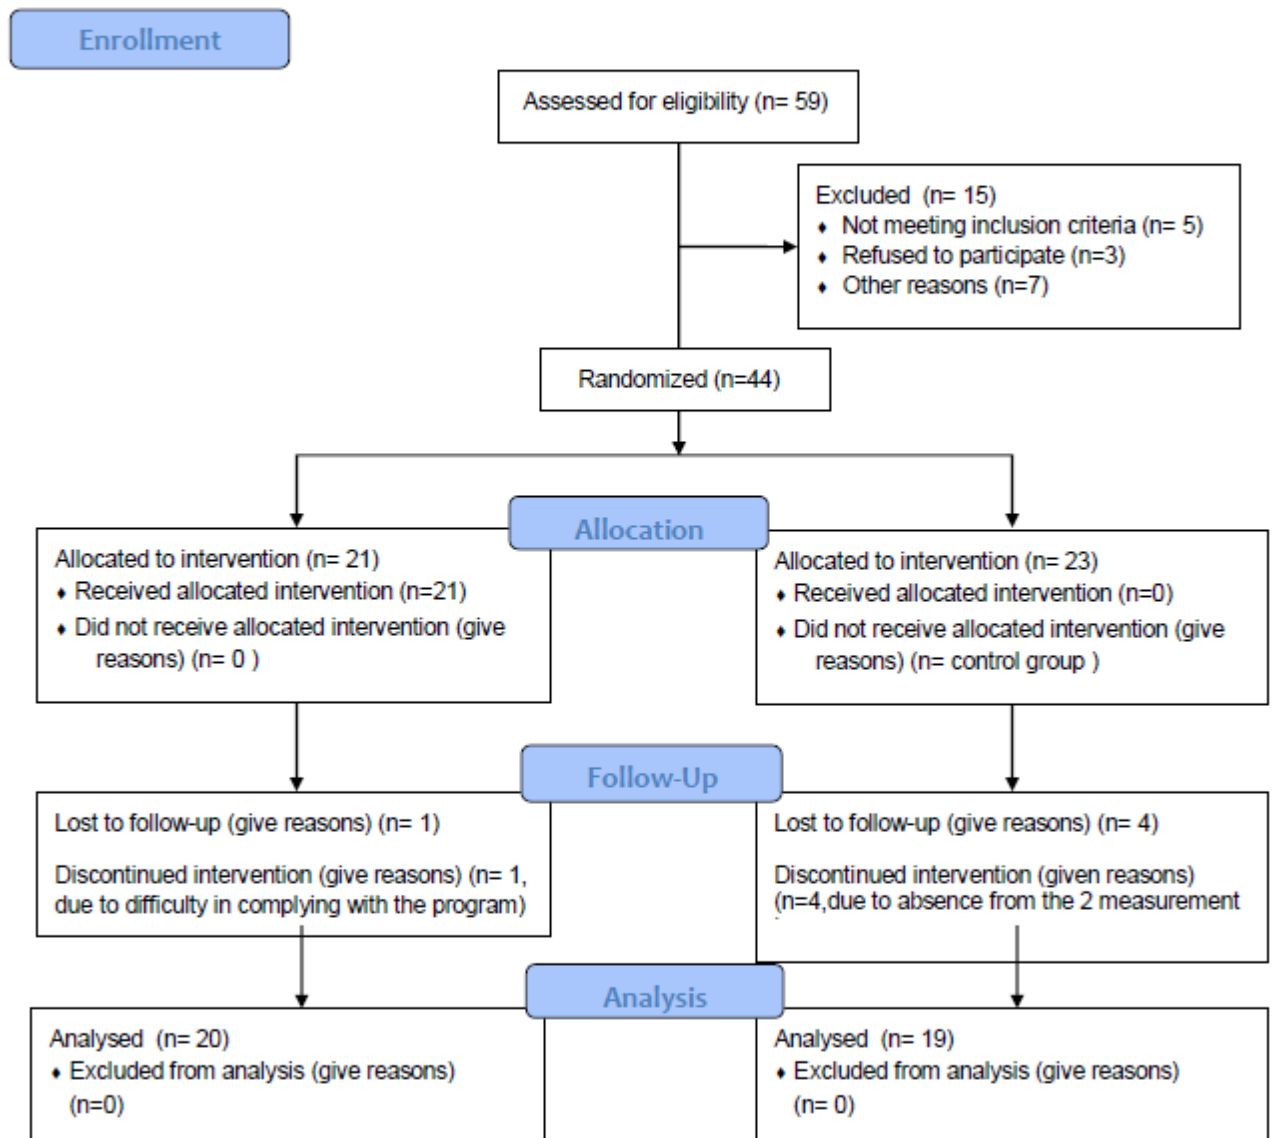 Enrollment
Assessed for eligibility (n= 59)
Excluded  (n= 15)
♦ Not meeting inclusion criteria (n= 5)
♦ Refused to participate (n=3)
♦ Other reasons (n=7)
Randomized (n=44)
Allocation
Allocated to intervention (n= 21)
♦ Received allocated intervention (n=21)
♦ Did not receive allocated intervention (give
reasons) (n= 0 )
Allocated to intervention (n= 23)
♦ Received allocated intervention (n=0)
♦ Did not receive allocated intervention (give
reasons) (n= control group )
Follow-Up
Lost to follow-up (give reasons) (n= 1)
Discontinued intervention (give reasons) (n= 1,
due to difficulty in complying with the program)
Lost to follow-up (give reasons) (n= 4)
Discontinued intervention (given reasons)
(n=4,due to absence from the 2 measurement
Analysis
Analysed  (n= 20)
♦ Excluded from analysis (give reasons)
(n=0)
Analysed  (n= 19)
♦ Excluded from analysis (give reasons)
(n= 0)